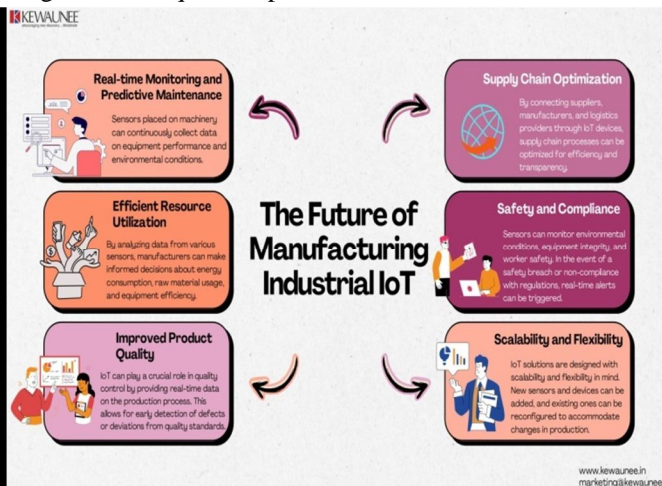 KEWAUNEE
Real-time Monitoring and
Predictive Maintenance
Sensors placed on machinery
can continuously collect data
on equipment performance and
environmental conditions.
Efficient Resource
Utilization
By analyzing data from various
sensors, manufacturers can make
informed decisions about energy
consumption, raw material usage,
and equipment efficiency.
Improved Product
Quality
IoT can play a crucial role in quality
control by providing real-time data
on the production process. This
allows for early detection of defects
or deviations from quality standards.
The Future of
Manufacturing
Industrial IoT
Supply Chain Optimization
By connecting suppliers,
manufacturers, and logistics
providers through IoT devices,
supply chain processes can be
optimized for efficiency and
transparency.
Safety and Compliance
Sensors can monitor environmental
conditions, equipment integrity, and
worker safety. In the event of a
safety breach or non-compliance
with regulations, real-time alerts
can be triggered.
Scalability and Flexibility
IoT solutions are designed with
scalability and flexibility in mind.
New sensors and devices can be
added, and existing ones can be
reconfigured to accommodate
changes in production.
www.kewaunee.in
marketing@kewaunee